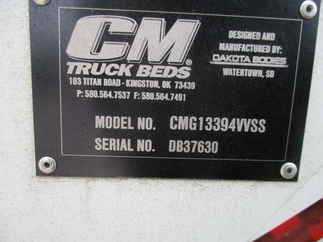 CM
TRUCK BEDS
103 TITAN ROAD - KINGSTON, OK 73439
P: 580.564.7537 F: 580.564.7491
DESIGNED AND
MANUFACTURED BY:
DAKOTA BODIES
WATERTOWN, SD
MODEL NO. CMG13394VVSS
SERIAL NO. DB37630